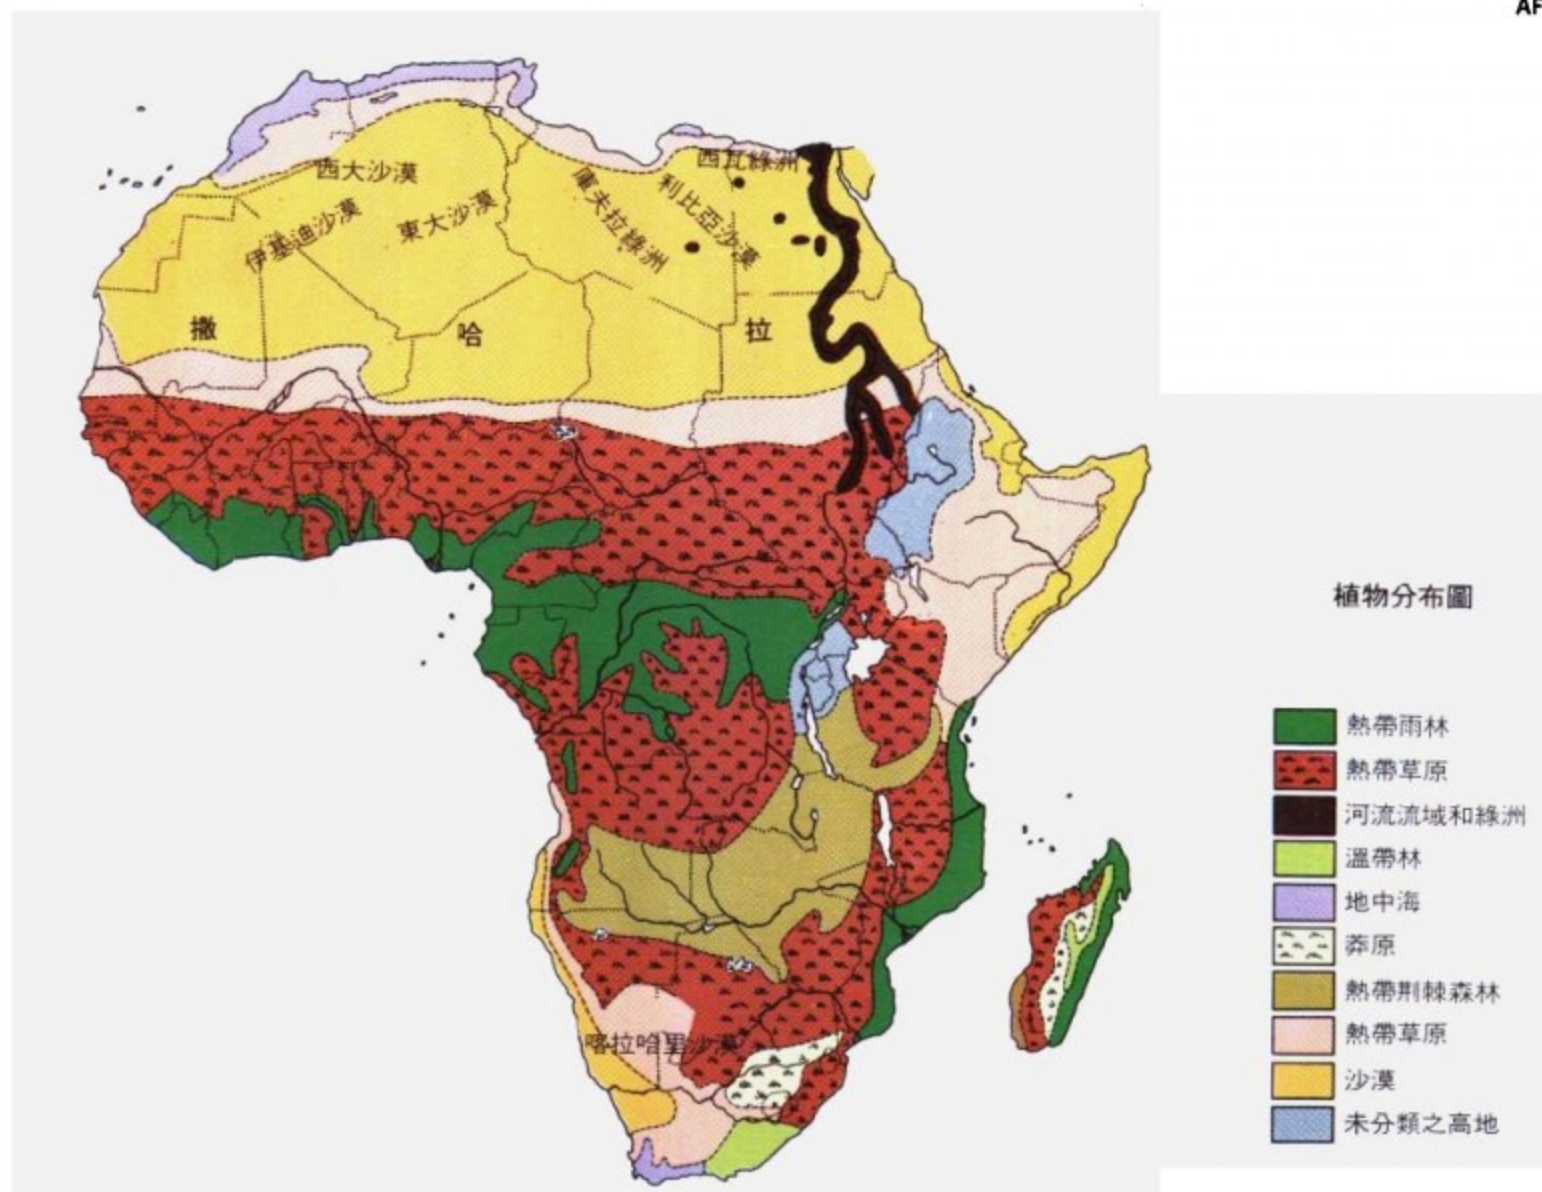 AF
西瓦綠洲
西大沙漠
利比亞沙漠
庫夫拉綠洲
東大沙漠
伊基迪沙漠
撒
哈
拉
植物分布圖
熱帶雨林
熱帶草原
河流流域和綠洲
溫帶林
地中海
莽原
熱帶荆棘森林
熱帶草原
沙漠
未分類之高地
喀拉哈里沙漠